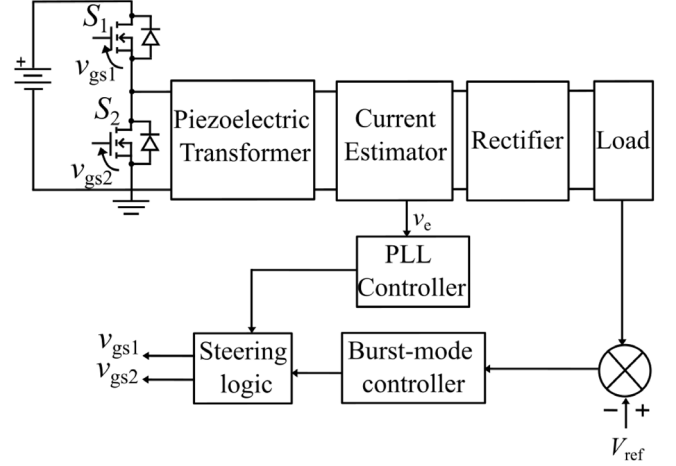 S1
+
vgs1
S2
vgs2
Piezoelectric
Transformer
Current
Estimator
Rectifier
Load
ve
PLL
Controller
vgs1
vgs2
Steering
logic
Burst-mode
controller
− +
Vref